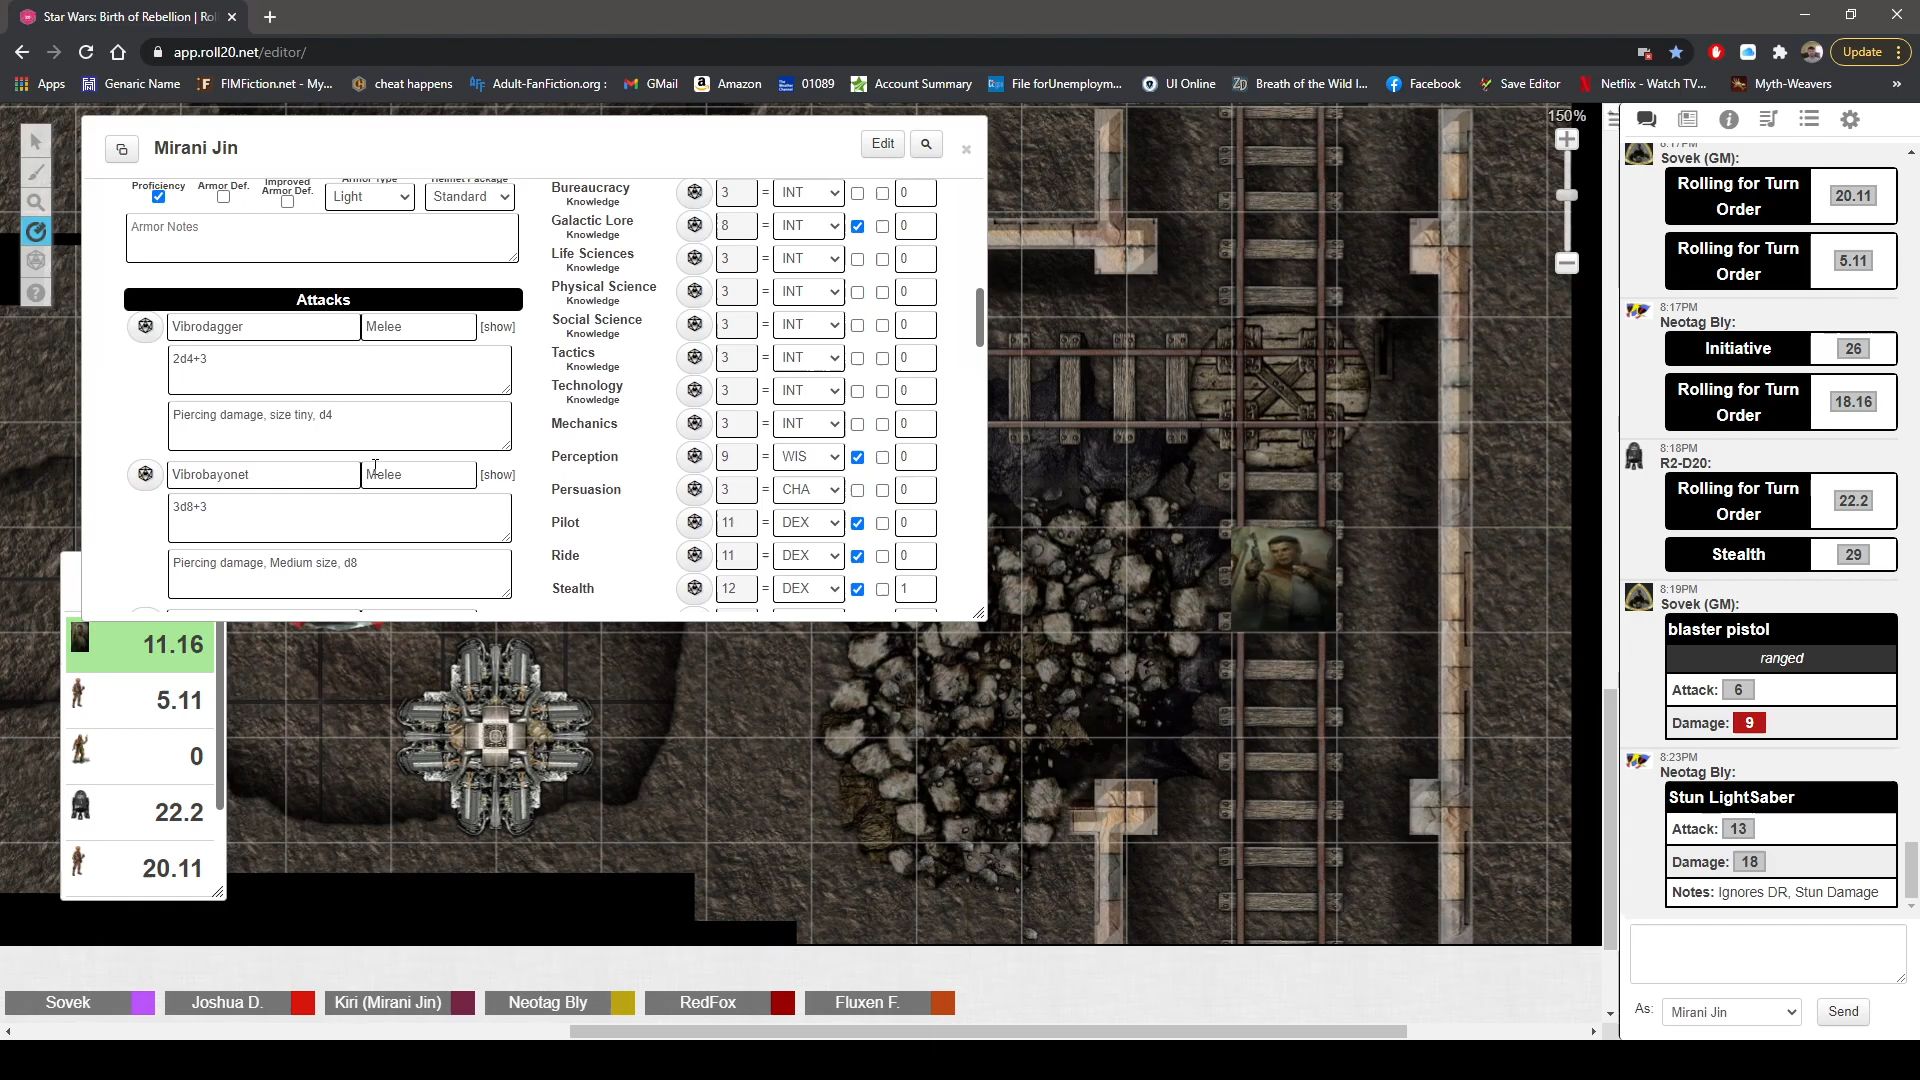 Star Wars: Birth of Rebellion | Rol
app.roll20.net/editor/
Update
Apps
Genaric Name
FIMFiction.net - My...
cheat happens
Adult-FanFiction.org :
GMail
Amazon
01089
Account Summary
File forUnemploym...
UI Online
Breath of the Wild I...
Facebook
Save Editor
Netflix - Watch TV...
Myth-Weavers
»
150%
Mirani Jin
Edit
Proficiency
Armor Def.
Improved
Armor Def.
Armor Type
Light
Helmet Package
Standard
Armor Notes
Attacks
Vibrodagger
Melee
[show]
2d4+3
Piercing damage, size tiny, d4
Vibrobayonet
Melee
[show]
3d8+3
Piercing damage, Medium size, d8
Bureaucracy
Knowledge
3 = INT 0
Galactic Lore
Knowledge
8 = INT 0
Life Sciences
Knowledge
3 = INT 0
Physical Science
Knowledge
3 = INT 0
Social Science
Knowledge
3 = INT 0
Tactics
Knowledge
3 = INT 0
Technology
Knowledge
3 = INT 0
Mechanics 3 = INT 0
Perception 9 = WIS 0
Persuasion 3 = CHA 0
Pilot 11 = DEX 0
Ride 11 = DEX 0
Stealth 12 = DEX 1
11.16
5.11
0
22.2
20.11
Sovek
Joshua D.
Kiri (Mirani Jin)
Neotag Bly
RedFox
Fluxen F.
8:17PM
Sovek (GM):
Rolling for Turn
Order
20.11
Rolling for Turn
Order
5.11
8:17PM
Neotag Bly:
Initiative
26
Rolling for Turn
Order
18.16
8:18PM
R2-D20:
Rolling for Turn
Order
22.2
Stealth
29
8:19PM
Sovek (GM):
blaster pistol
ranged
Attack: 6
Damage: 9
8:23PM
Neotag Bly:
Stun LightSaber
Attack: 13
Damage: 18
Notes: Ignores DR, Stun Damage
As:
Mirani Jin
Send